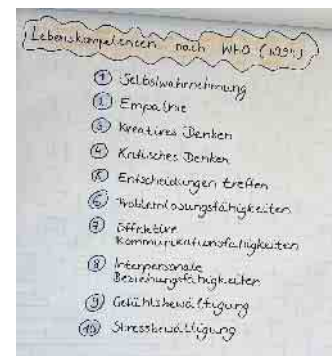 Lebenskompetenzen nach WHO (1994)
1 Selbstwahrnehmung
2 Empathie
3 Kreatives Denken
4 Kritisches Denken
5 Entscheidungen treffen
6 Problemlösungsfähigkeiten
7 Effektive
Kommunikationsfähigkeiten
8 Interpersonale
Beziehungsfähigkeiten
9 Gefühlsbewältigung
10 Stressbewältigung